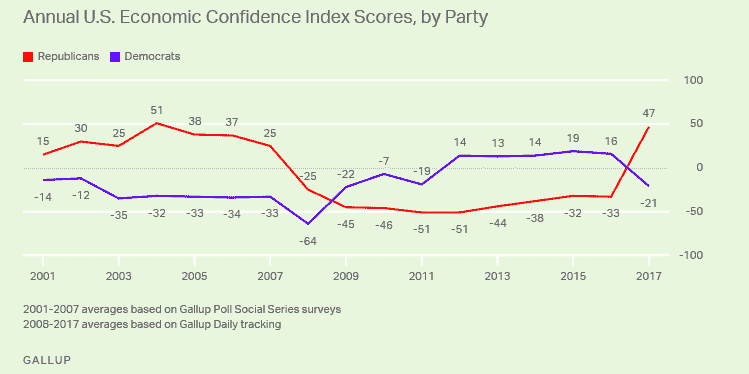 Annual U.S. Economic Confidence Index Scores, by Party
Republicans Democrats
100
51 47
38 37
30 25 25 50
15 14 13 14 19 16
-7 0
-14 -12 -25 -22 -19
-35 -32 -33 -34 -33 -45 -46 -51 -51 -44 -38 -32 -33 -21 -50
-64
-100
2001 2003 2005 2007 2009 2011 2013 2015 2017
2001-2007 averages based on Gallup Poll Social Series surveys
2008-2017 averages based on Gallup Daily tracking
GALLUP